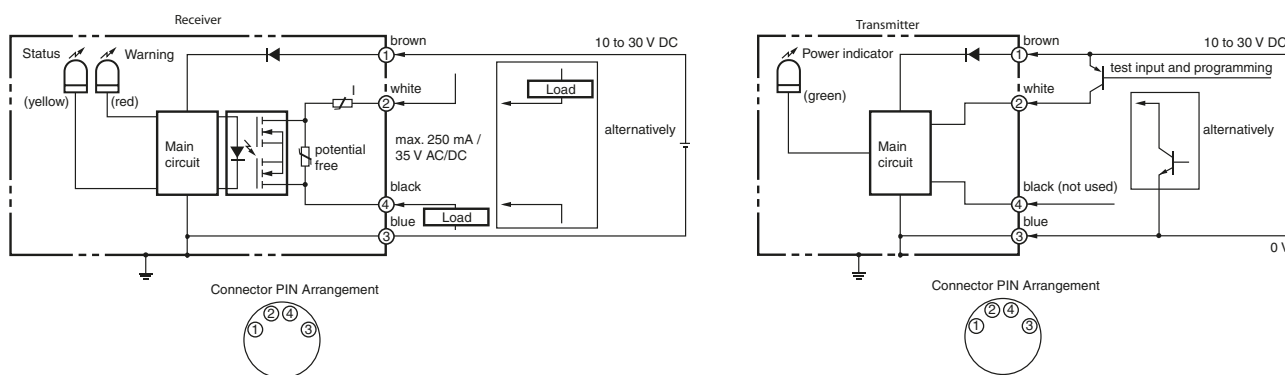 Receiver
Status
Warning
(yellow)
(red)
Main
circuit
potential
free
I
brown
1
white
2
max. 250 mA /
35 V AC/DC
black
4
blue
3
Load
Load
alternatively
10 to 30 V DC
Connector PIN Arrangement
1
2
4
3
Transmitter
Power indicator
(green)
Main
circuit
brown
1
white
2
black (not used)
4
blue
3
10 to 30 V DC
test input and programming
alternatively
0 V
Connector PIN Arrangement
1
2
4
3